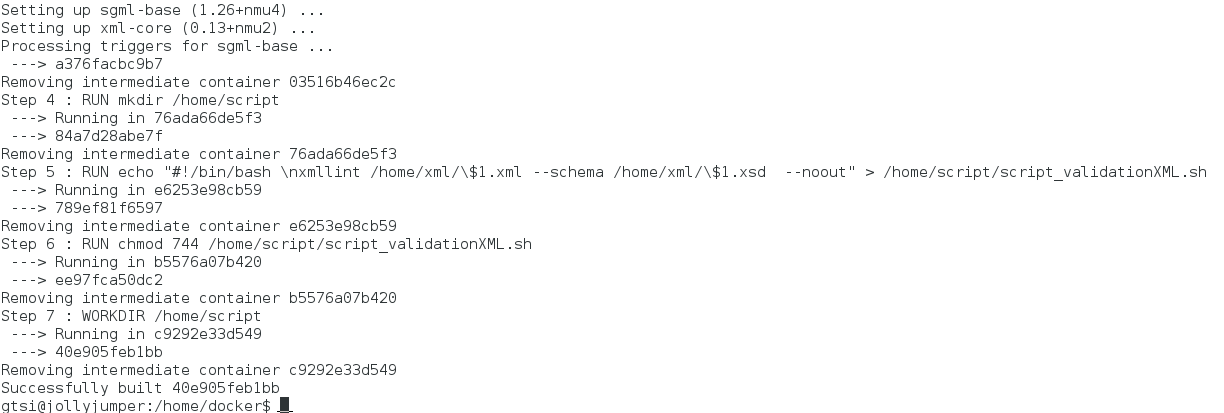 Setting up sgml-base (1.26+nmu4) ...
Setting up xml-core (0.13+nmu2) ...
Processing triggers for sgml-base ...
 ---> a376facbc9b7
Removing intermediate container 03516b46ec2c
Step 4 : RUN mkdir /home/script
 ---> Running in 76ada66de5f3
 ---> 84a7d28abe7f
Removing intermediate container 76ada66de5f3
Step 5 : RUN echo "#!/bin/bash \nxmllint /home/xml/\$1.xml --schema /home/xml/\$1.xsd  --noout" > /home/script/script_validationXML.sh
 ---> Running in e6253e98cb59
 ---> 789ef81f6597
Removing intermediate container e6253e98cb59
Step 6 : RUN chmod 744 /home/script/script_validationXML.sh
 ---> Running in b5576a07b420
 ---> ee97fca50dc2
Removing intermediate container b5576a07b420
Step 7 : WORKDIR /home/script
 ---> Running in c9292e33d549
 ---> 40e905feb1bb
Removing intermediate container c9292e33d549
Successfully built 40e905feb1bb
gtsi@jollyjumper:/home/docker$